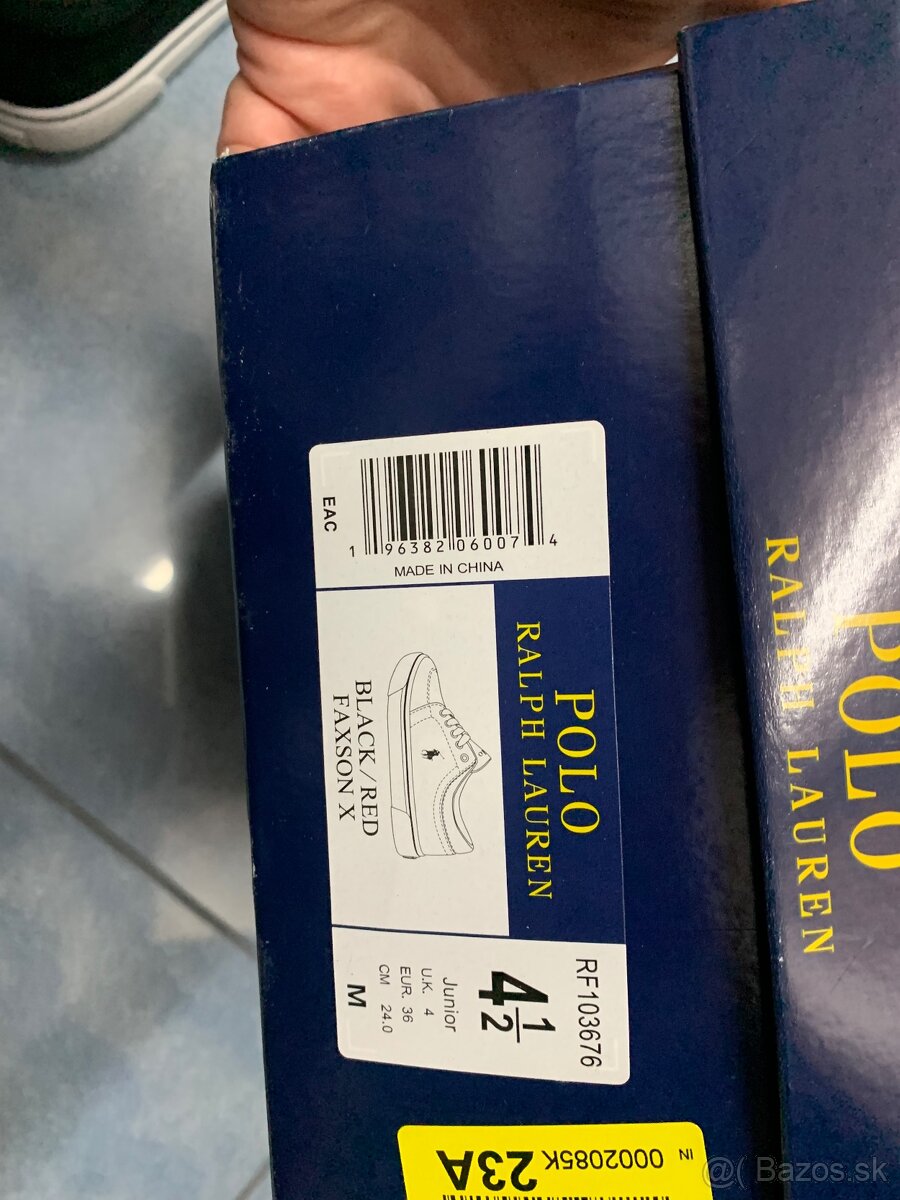 POLO
RALPH LAUREN
EAC
1 96382 06007 4
MADE IN CHINA
POLO
RALPH LAUREN
BLACK/RED
FAXSON X
RF103676
4 1/2
Junior
U.K. 4
EUR. 36
CM 24.0
M
IN 0002085K 23A
@( Bazos.sk